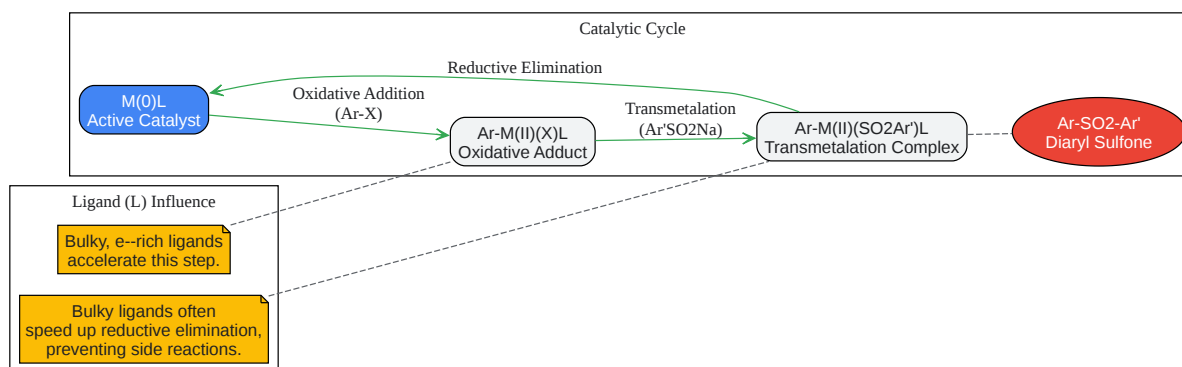 Catalytic Cycle
Reductive Elimination
M(0)L
Active Catalyst
Oxidative Addition
(Ar-X)
Ar-M(II)(X)L
Oxidative Adduct
Transmetalation
(Ar'SO2Na)
Ar-M(II)(SO2Ar')L
Transmetalation Complex
Ar-SO2-Ar'
Diaryl Sulfone
Ligand (L) Influence
Bulky, e--rich ligands
accelerate this step.
Bulky ligands often
speed up reductive elimination,
preventing side reactions.